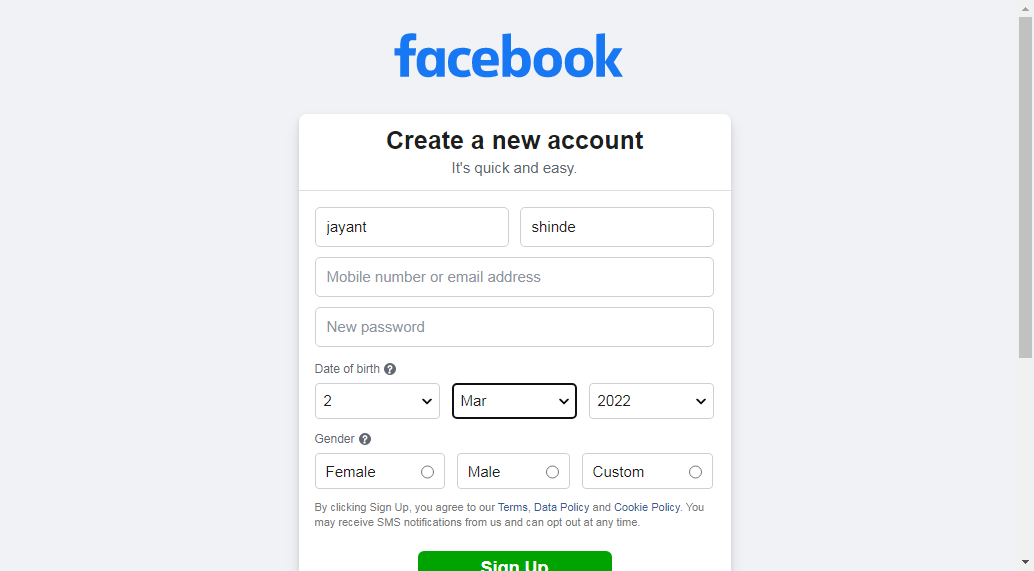 facebook
Create a new account
It's quick and easy.
jayant shinde
Mobile number or email address
New password
Date of birth ?
2 Mar 2022
Gender ?
Female Male Custom
By clicking Sign Up, you agree to our Terms, Data Policy and Cookie Policy. You
may receive SMS notifications from us and can opt out at any time.
Sign Up